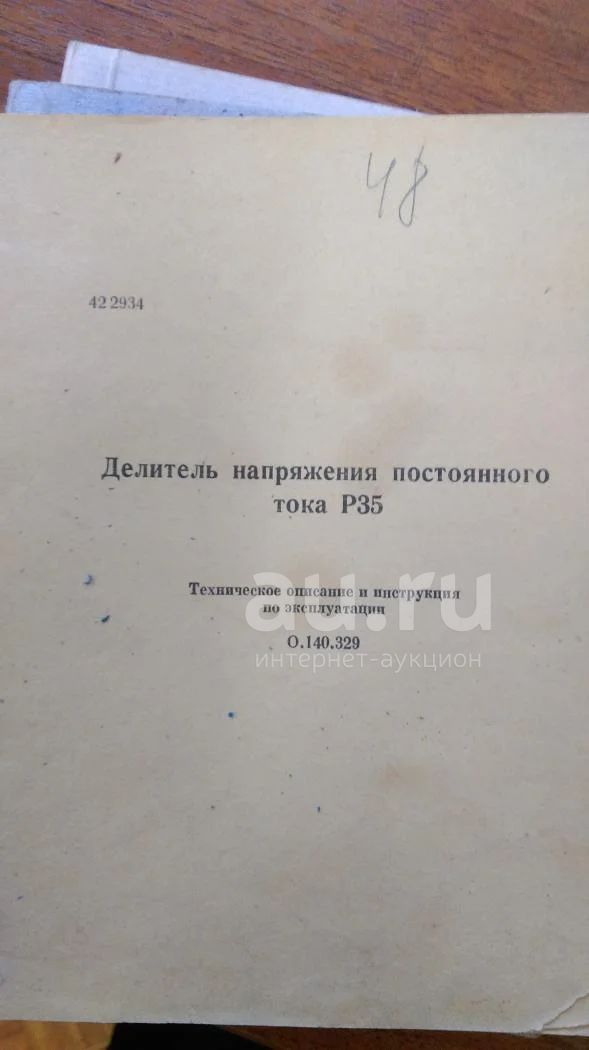 48
42 2934
Делитель напряжения постоянного
тока Р35
Техническое описание и инструкция
по эксплуатации
О.140.329
au.ru
интернет-аукцион